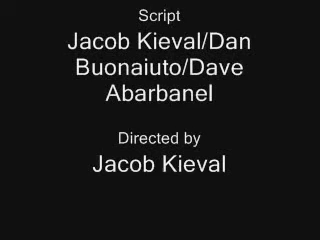 Script
Jacob Kieval/Dan
Buonaiuto/Dave
Abarbanel
Directed by
Jacob Kieval